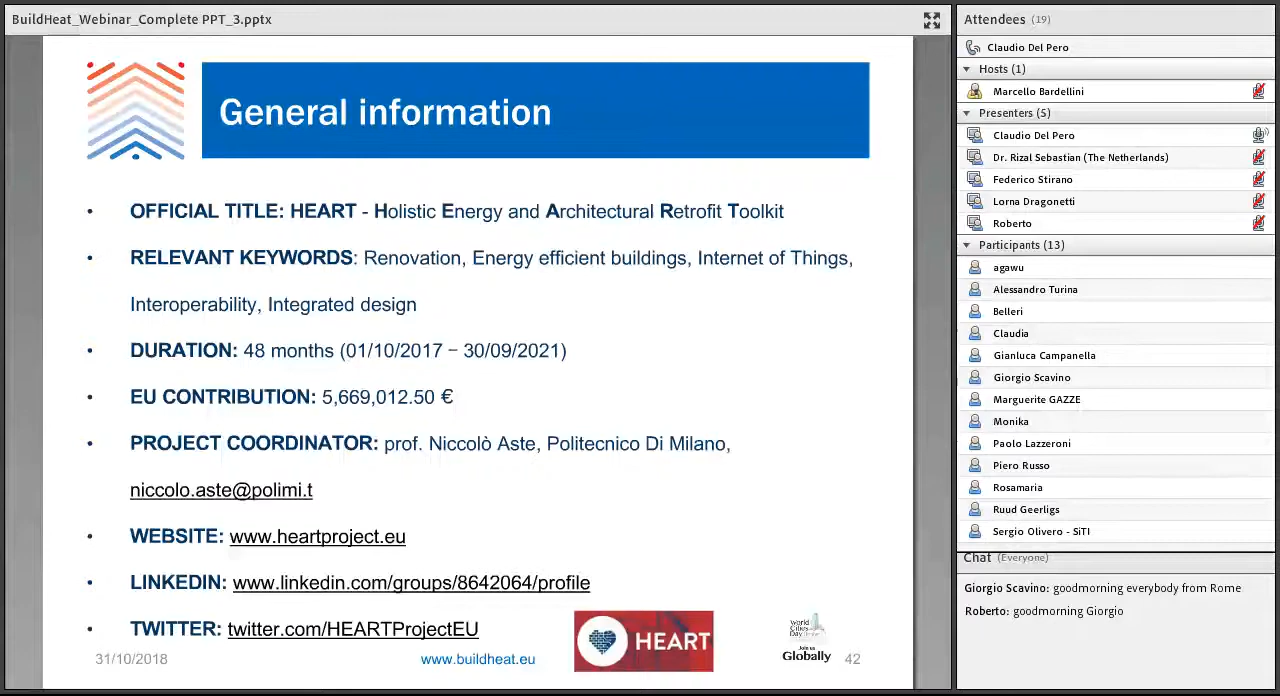 BuildHeat_Webinar_Complete PPT_3.pptx
General information
• OFFICIAL TITLE: HEART - Holistic Energy and Architectural Retrofit Toolkit
• RELEVANT KEYWORDS: Renovation, Energy efficient buildings, Internet of Things,
Interoperability, Integrated design
• DURATION: 48 months (01/10/2017 − 30/09/2021)
• EU CONTRIBUTION: 5,669,012.50 €
• PROJECT COORDINATOR: prof. Niccolò Aste, Politecnico Di Milano,
niccolo.aste@polimi.t
• WEBSITE: www.heartproject.eu
• LINKEDIN: www.linkedin.com/groups/8642064/profile
• TWITTER: twitter.com/HEARTProjectEU
31/10/2018
www.buildheat.eu
HEART
World
Cities
Day
Join us
Globally
42
Attendees (19)
Claudio Del Pero
Hosts (1)
Marcello Bardellini
Presenters (5)
Claudio Del Pero
Dr. Rizal Sebastian (The Netherlands)
Federico Stirano
Lorna Dragonetti
Roberto
Participants (13)
agawu
Alessandro Turina
Belleri
Claudia
Gianluca Campanella
Giorgio Scavino
Marguerite GAZZE
Monika
Paolo Lazzeroni
Piero Russo
Rosamaria
Ruud Geerligs
Sergio Olivero - SiTI
Chat (Everyone)
Giorgio Scavino: goodmorning everybody from Rome
Roberto: goodmorning Giorgio